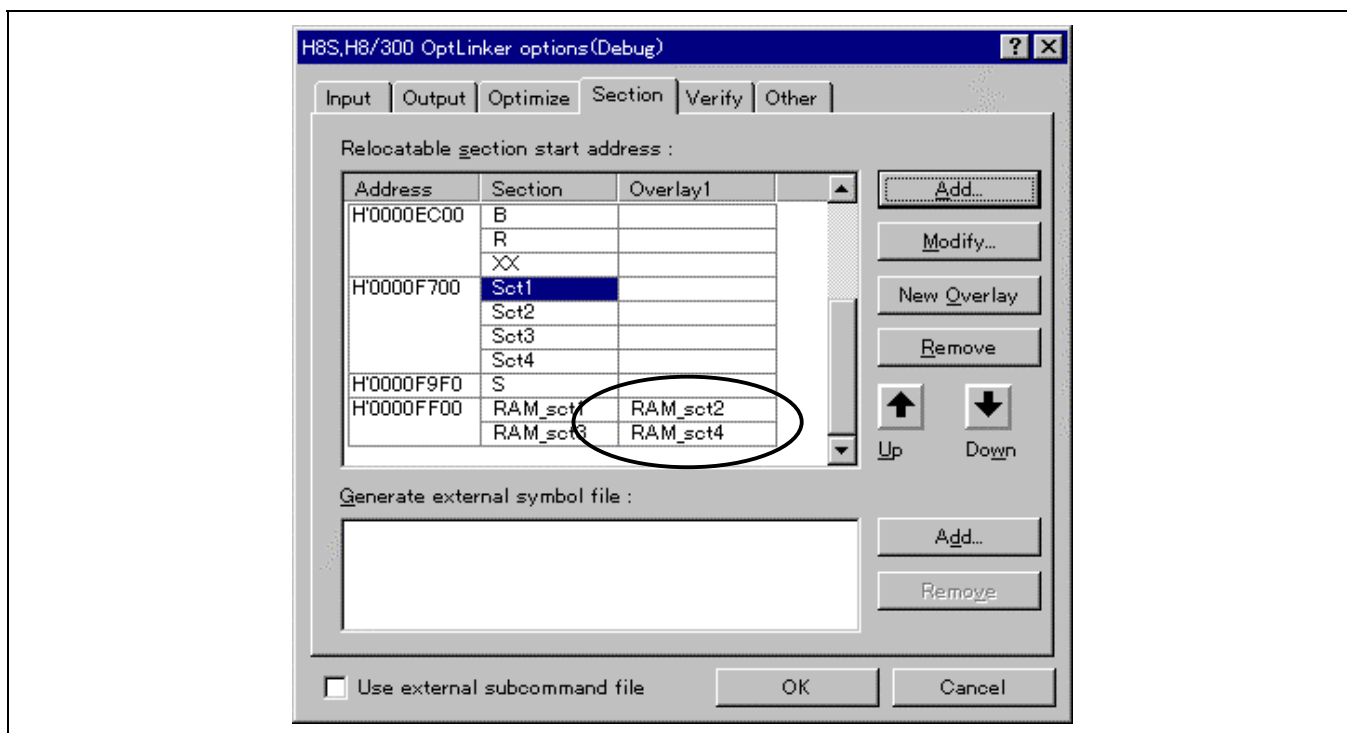 H8S,H8/300 OptLinker options(Debug)
Input Output Optimize Section Verify Other
Relocatable section start address :
Address Section Overlay1
H'0000EC00 B
R
XX
H'0000F700 Sct1
Sct2
Sct3
Sct4
H'0000F9F0 S
H'0000FF00 RAM_sct1 RAM_sct2
RAM_sct3 RAM_sct4
Add...
Modify...
New Overlay
Remove
Up Down
Generate external symbol file :
Add...
Remove
Use external subcommand file
OK
Cancel